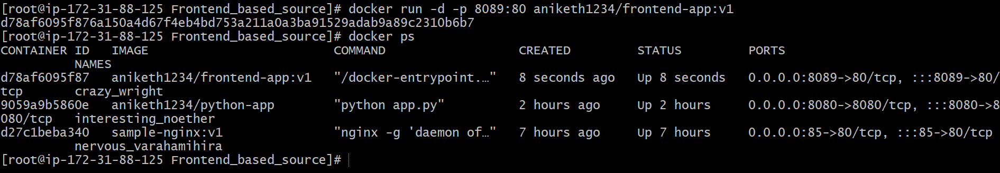 [root@ip-172-31-88-125 Frontend_based_source]# docker run -d -p 8089:80 aniketh1234/frontend-app:v1
d78af6095f876a150a4d67f4eb4bd753a211a0a3ba91529adab9a89c2310b6b7
[root@ip-172-31-88-125 Frontend_based_source]# docker ps
CONTAINER ID   IMAGE                         COMMAND                  CREATED         STATUS         PORTS
          NAMES
d78af6095f87   aniketh1234/frontend-app:v1   "/docker-entrypoint.…"   8 seconds ago   Up 8 seconds   0.0.0.0:8089->80/tcp, :::8089->80/
tcp       crazy_wright
9059a9b5860e   aniketh1234/python-app        "python app.py"          2 hours ago     Up 2 hours     0.0.0.0:8080->8080/tcp, :::8080->8
080/tcp   interesting_noether
d27c1beba340   sample-nginx:v1               "nginx -g 'daemon of…"   7 hours ago     Up 7 hours     0.0.0.0:85->80/tcp, :::85->80/tcp
          nervous_varahamihira
[root@ip-172-31-88-125 Frontend_based_source]#